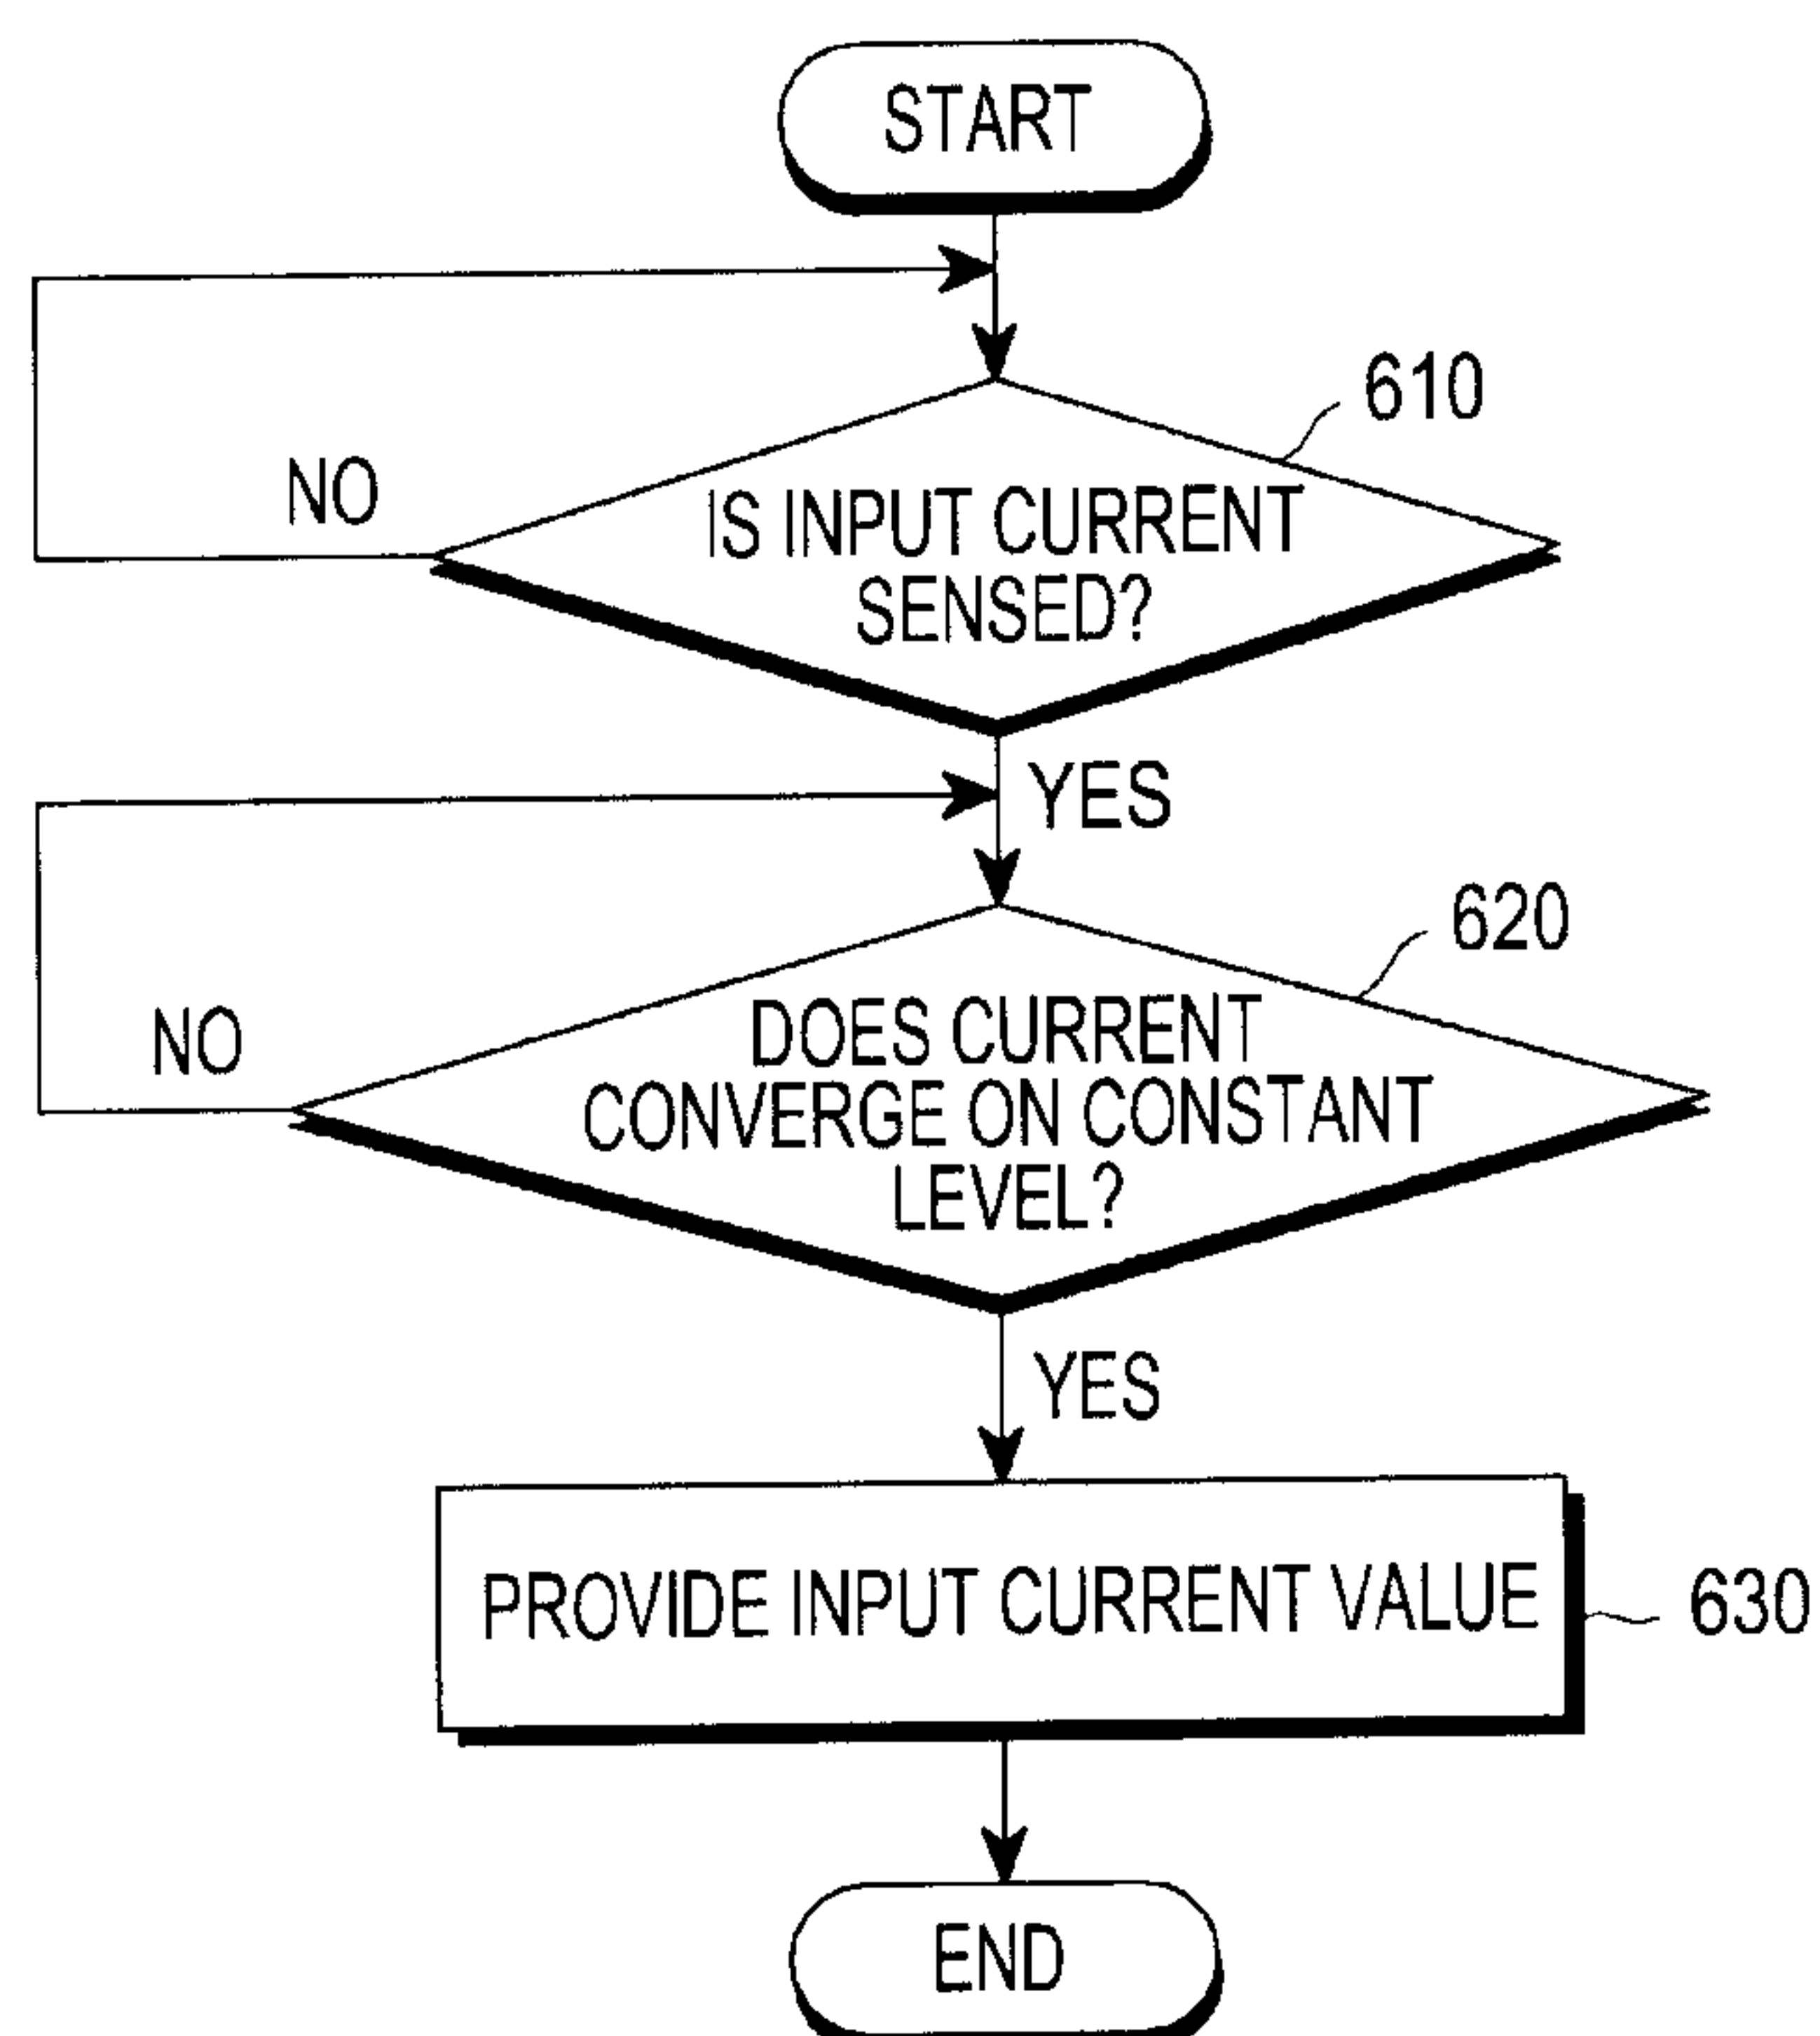 START
610
NO
IS INPUT CURRENT
SENSED?
YES
620
NO
DOES CURRENT
CONVERGE ON CONSTANT
LEVEL?
YES
PROVIDE INPUT CURRENT VALUE
630
END